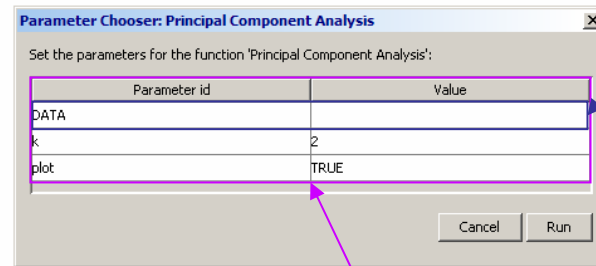 Parameter Chooser: Principal Component Analysis
Set the parameters for the function 'Principal Component Analysis':
Parameter id Value
DATA
k 2
plot TRUE
Cancel Run